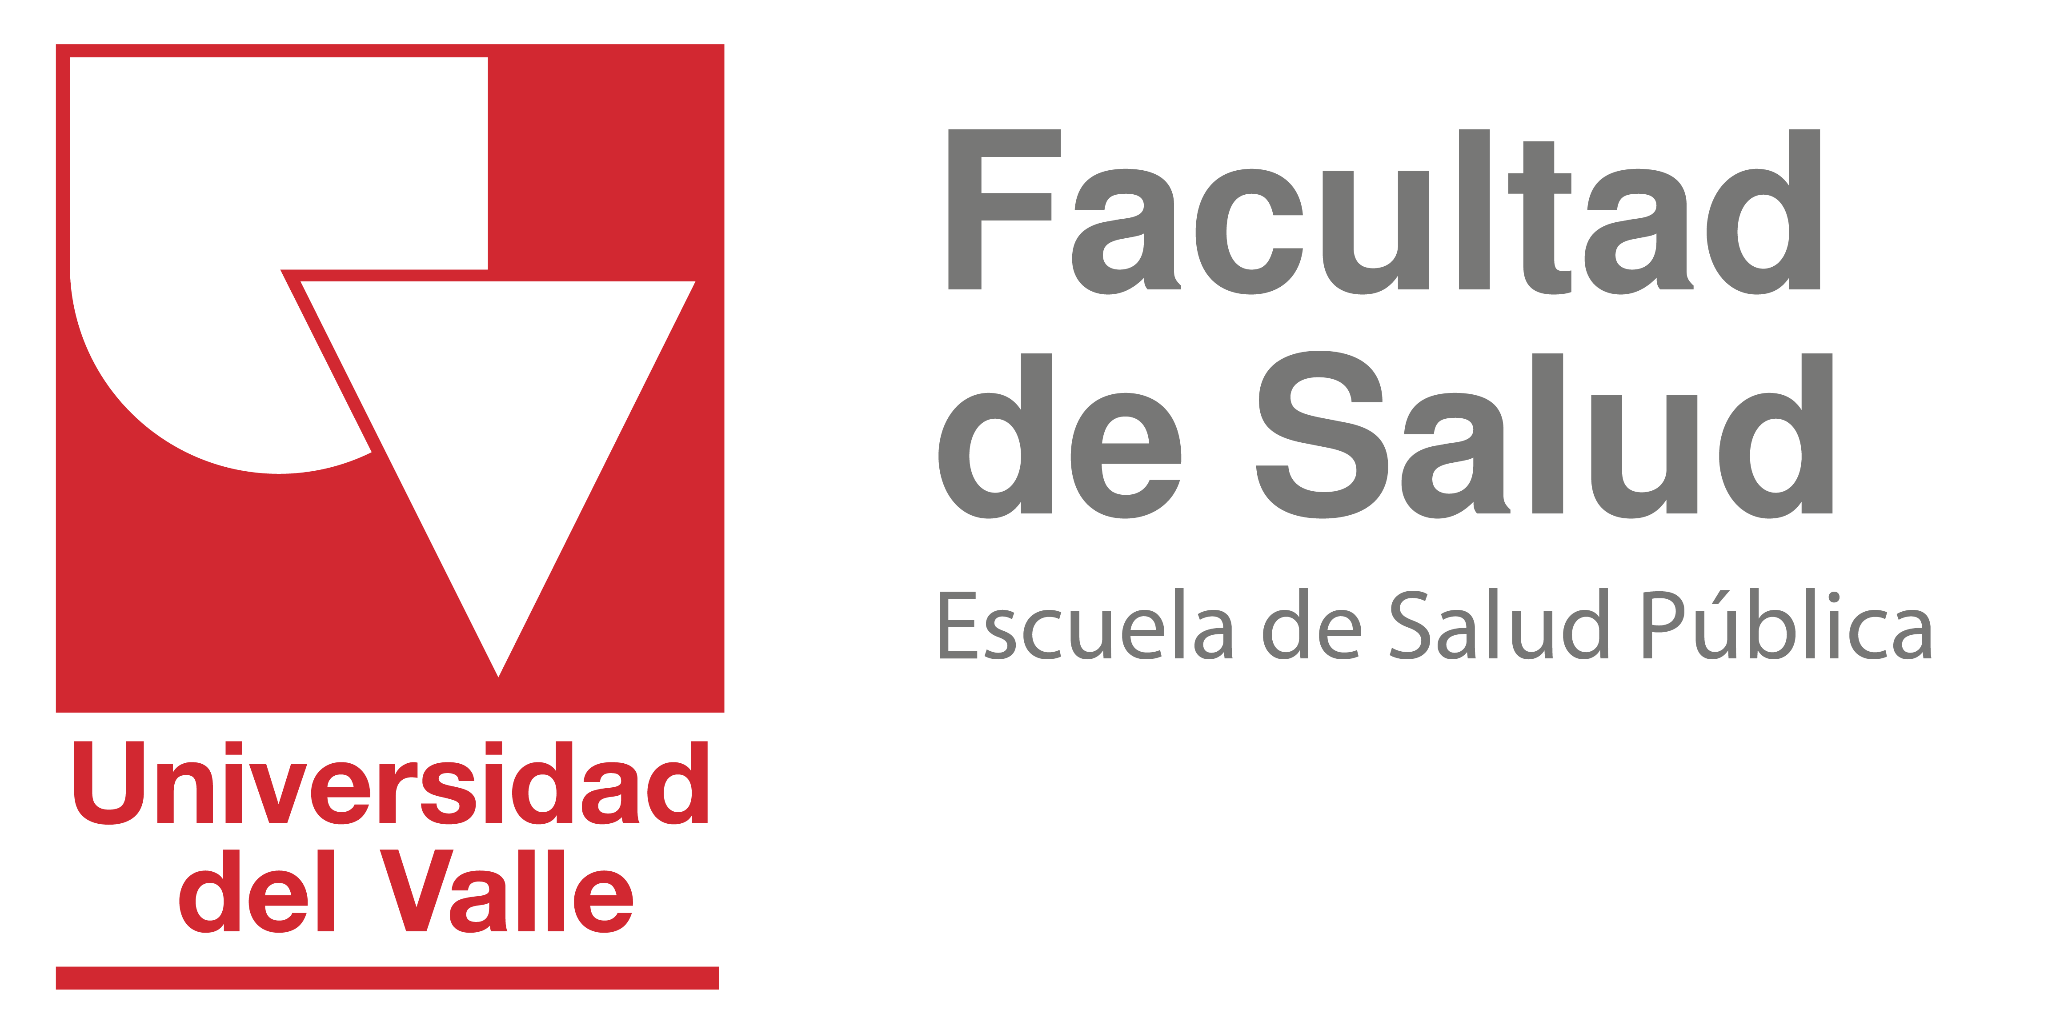 Universidad
del Valle
Facultad
de Salud
Escuela de Salud Pública